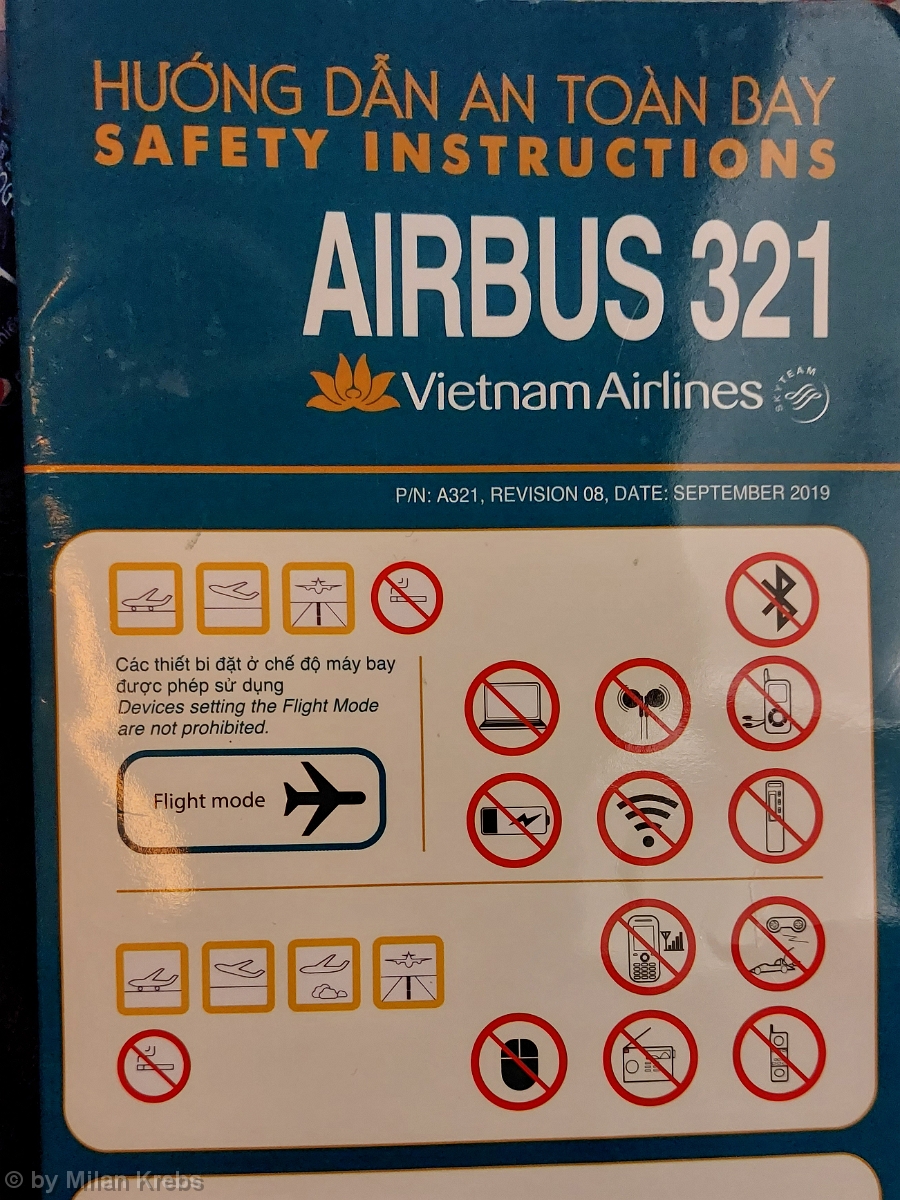 HƯỚNG DẪN AN TOÀN BAY
SAFETY INSTRUCTIONS
AIRBUS 321
Vietnam Airlines
SKYTEAM
P/N: A321, REVISION 08, DATE: SEPTEMBER 2019
Các thiết bi đặt ở chế độ máy bay
được phép sử dụng
Devices setting the Flight Mode
are not prohibited.
Flight mode
© by Milan Krebs